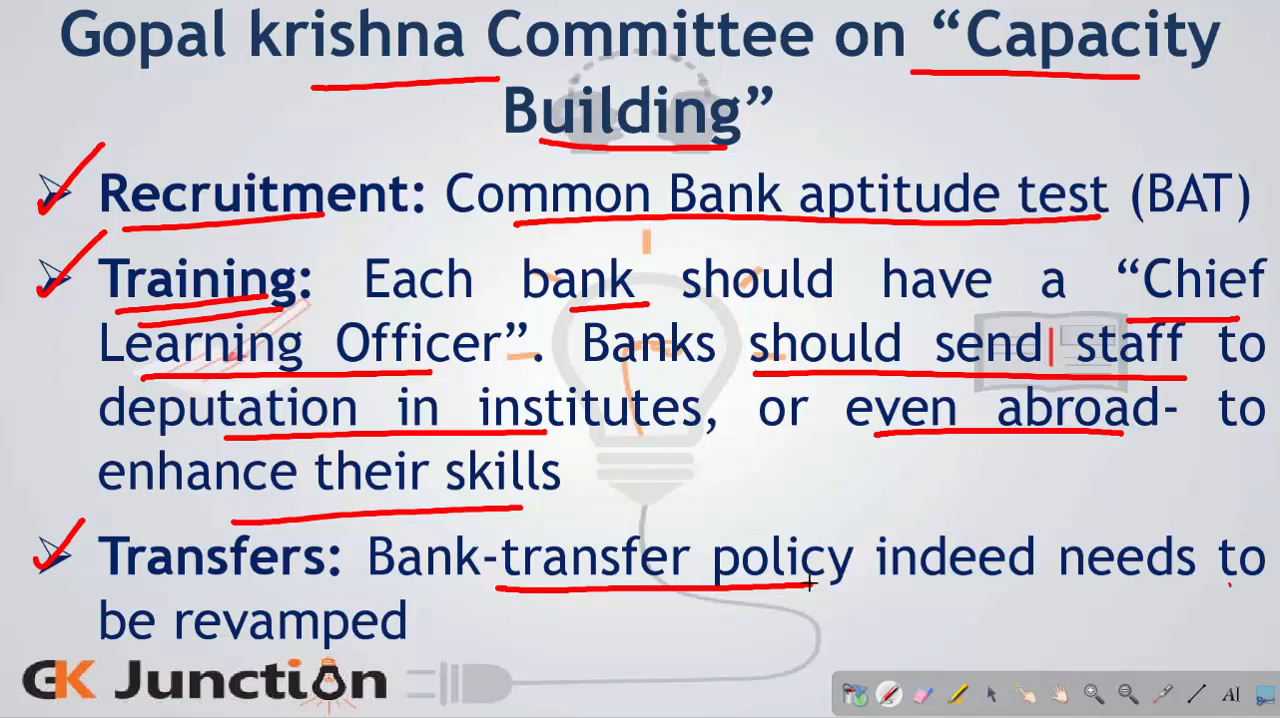 Gopal krishna Committee on “Capacity
Building”
Recruitment: Common Bank aptitude test (BAT)
Training: Each bank should have a “Chief
Learning Officer”. Banks should send staff to
deputation in institutes, or even abroad- to
enhance their skills
Transfers: Bank-transfer policy indeed needs to
be revamped
GK Junction